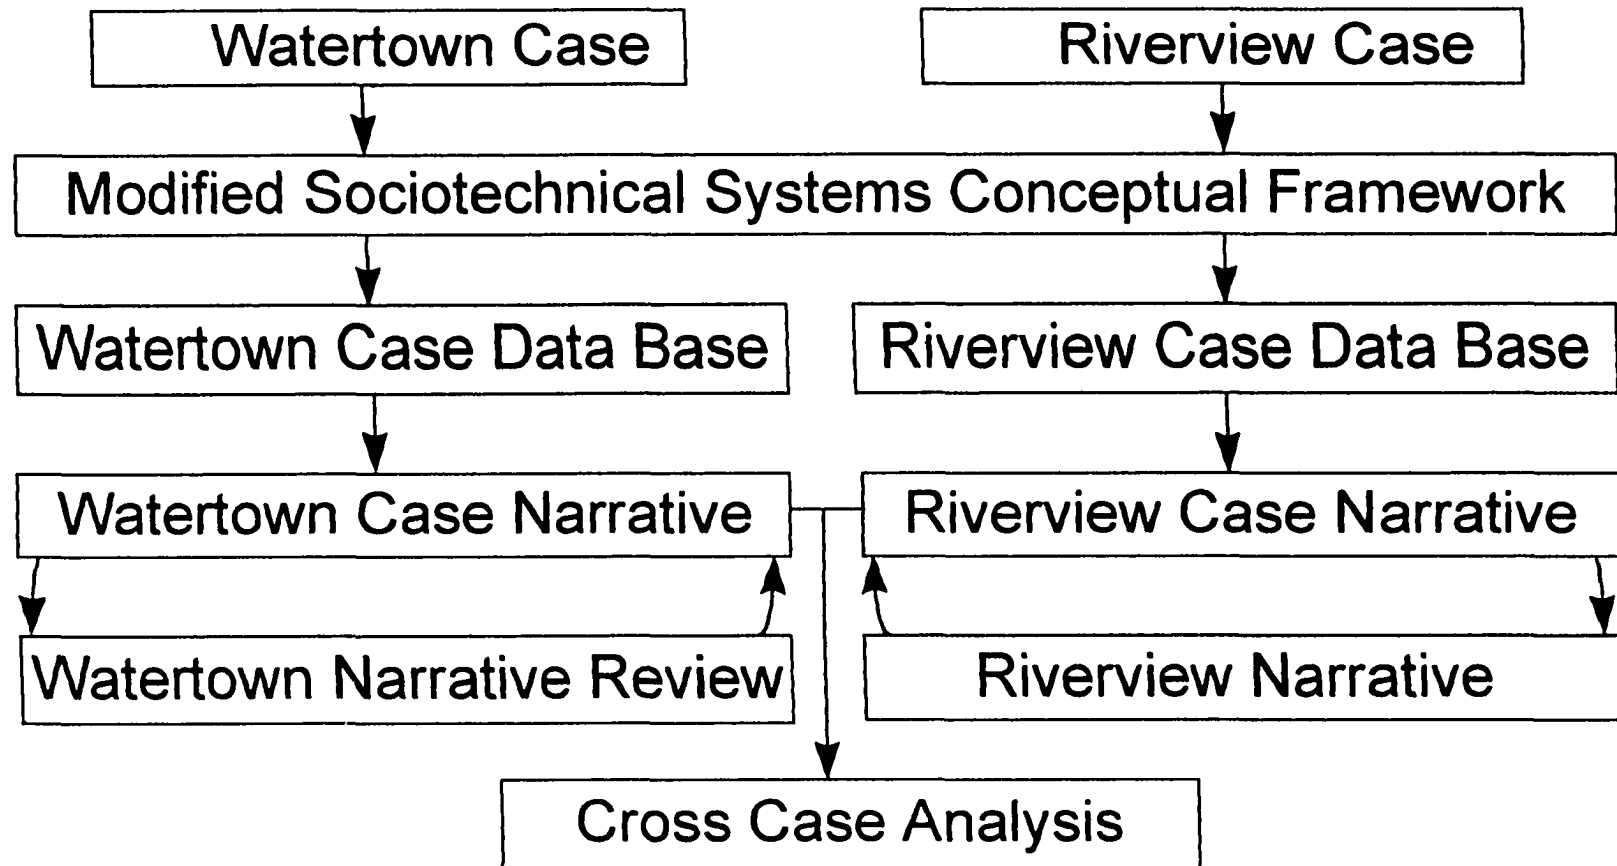 Watertown Case
Riverview Case
Modified Sociotechnical Systems Conceptual Framework
Watertown Case Data Base
Riverview Case Data Base
Watertown Case Narrative
Riverview Case Narrative
Watertown Narrative Review
Riverview Narrative
Cross Case Analysis